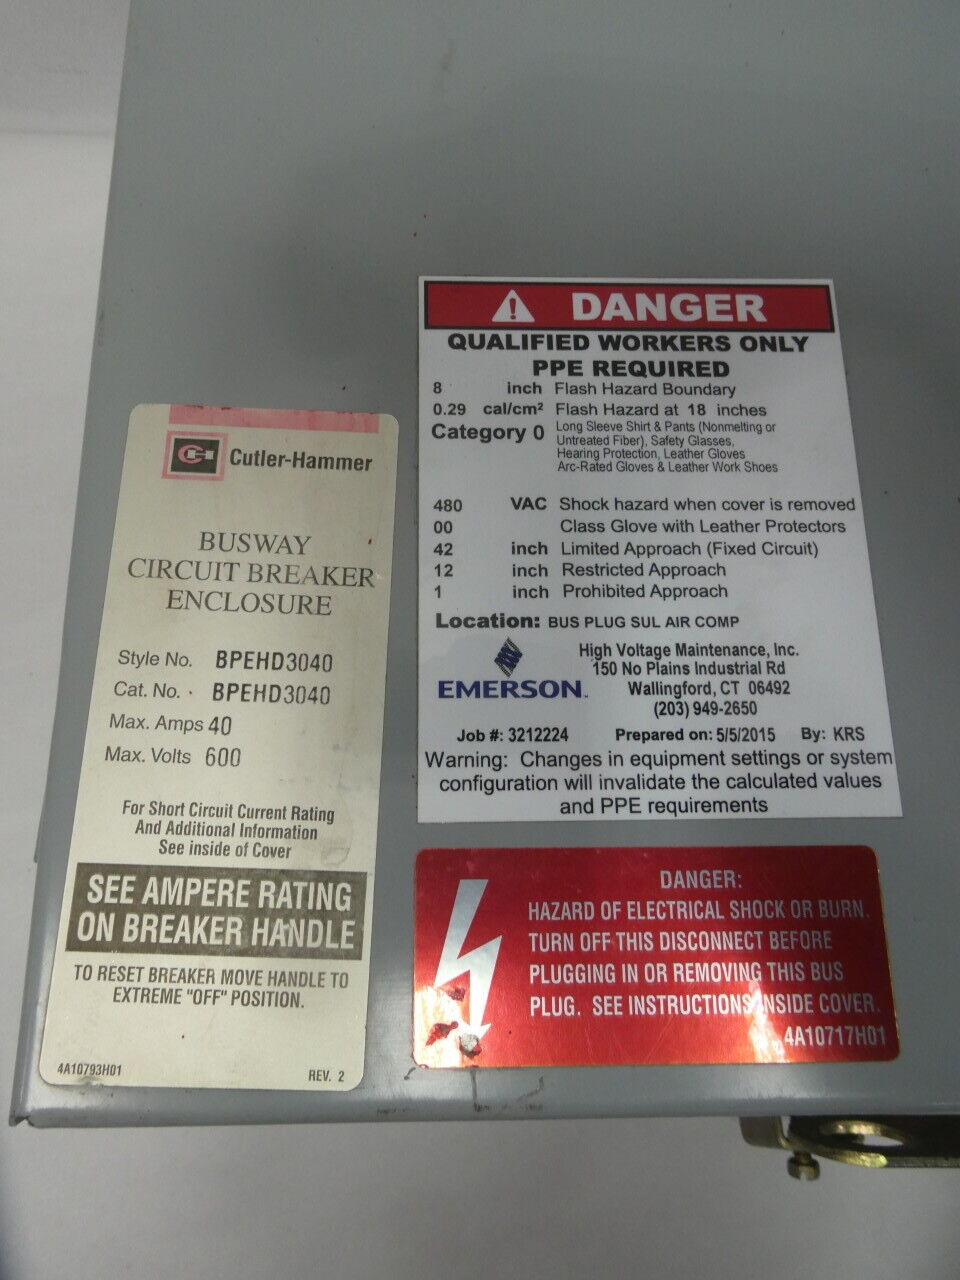 Cutler-Hammer
BUSWAY
CIRCUIT BREAKER
ENCLOSURE
Style No. BPEHD3040
Cat. No. BPEHD3040
Max. Amps 40
Max. Volts 600
For Short Circuit Current Rating
And Additional Information
See inside of Cover
SEE AMPERE RATING
ON BREAKER HANDLE
TO RESET BREAKER MOVE HANDLE TO
EXTREME "OFF" POSITION.
4A10793H01 REV. 2
DANGER
QUALIFIED WORKERS ONLY
PPE REQUIRED
8 inch Flash Hazard Boundary
0.29 cal/cm² Flash Hazard at 18 inches
Category 0 Long Sleeve Shirt & Pants (Nonmelting or
Untreated Fiber), Safety Glasses,
Hearing Protection, Leather Gloves
Arc-Rated Gloves & Leather Work Shoes
480 VAC Shock hazard when cover is removed
00 Class Glove with Leather Protectors
42 inch Limited Approach (Fixed Circuit)
12 inch Restricted Approach
1 inch Prohibited Approach
Location: BUS PLUG SUL AIR COMP
EMERSON
High Voltage Maintenance, Inc.
150 No Plains Industrial Rd
Wallingford, CT 06492
(203) 949-2650
Job #: 3212224 Prepared on: 5/5/2015 By: KRS
Warning: Changes in equipment settings or system
configuration will invalidate the calculated values
and PPE requirements
DANGER:
HAZARD OF ELECTRICAL SHOCK OR BURN.
TURN OFF THIS DISCONNECT BEFORE
PLUGGING IN OR REMOVING THIS BUS
PLUG. SEE INSTRUCTIONS INSIDE COVER.
4A10717H01